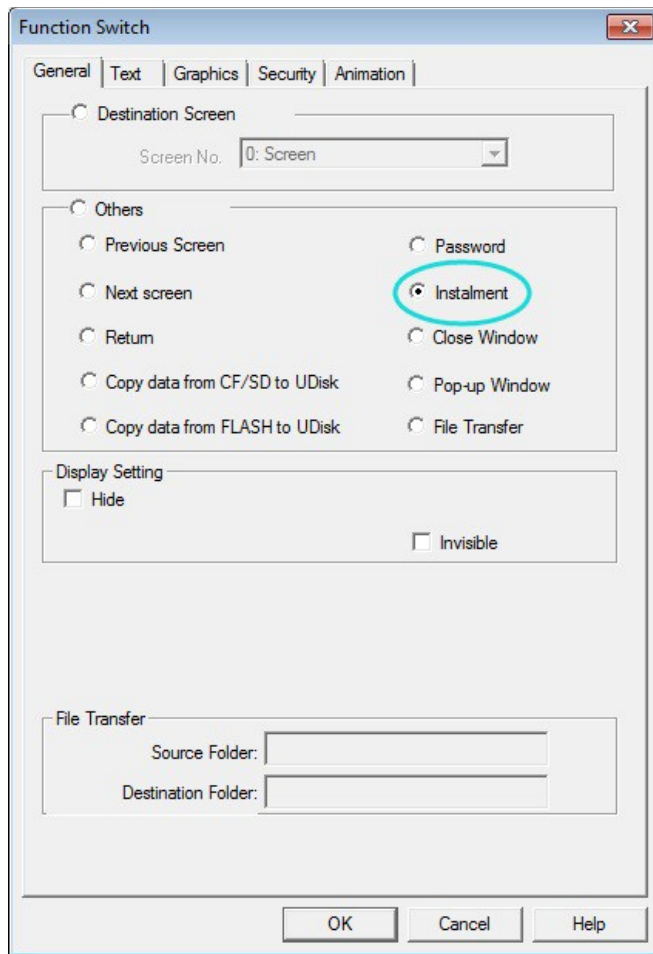 Function Switch
General Text Graphics Security Animation
Destination Screen
Screen No. 0: Screen
Others
Previous Screen Password
Next screen Instalment
Return Close Window
Copy data from CF/SD to UDisk Pop-up Window
Copy data from FLASH to UDisk File Transfer
Display Setting
Hide
Invisible
File Transfer
Source Folder:
Destination Folder:
OK Cancel Help